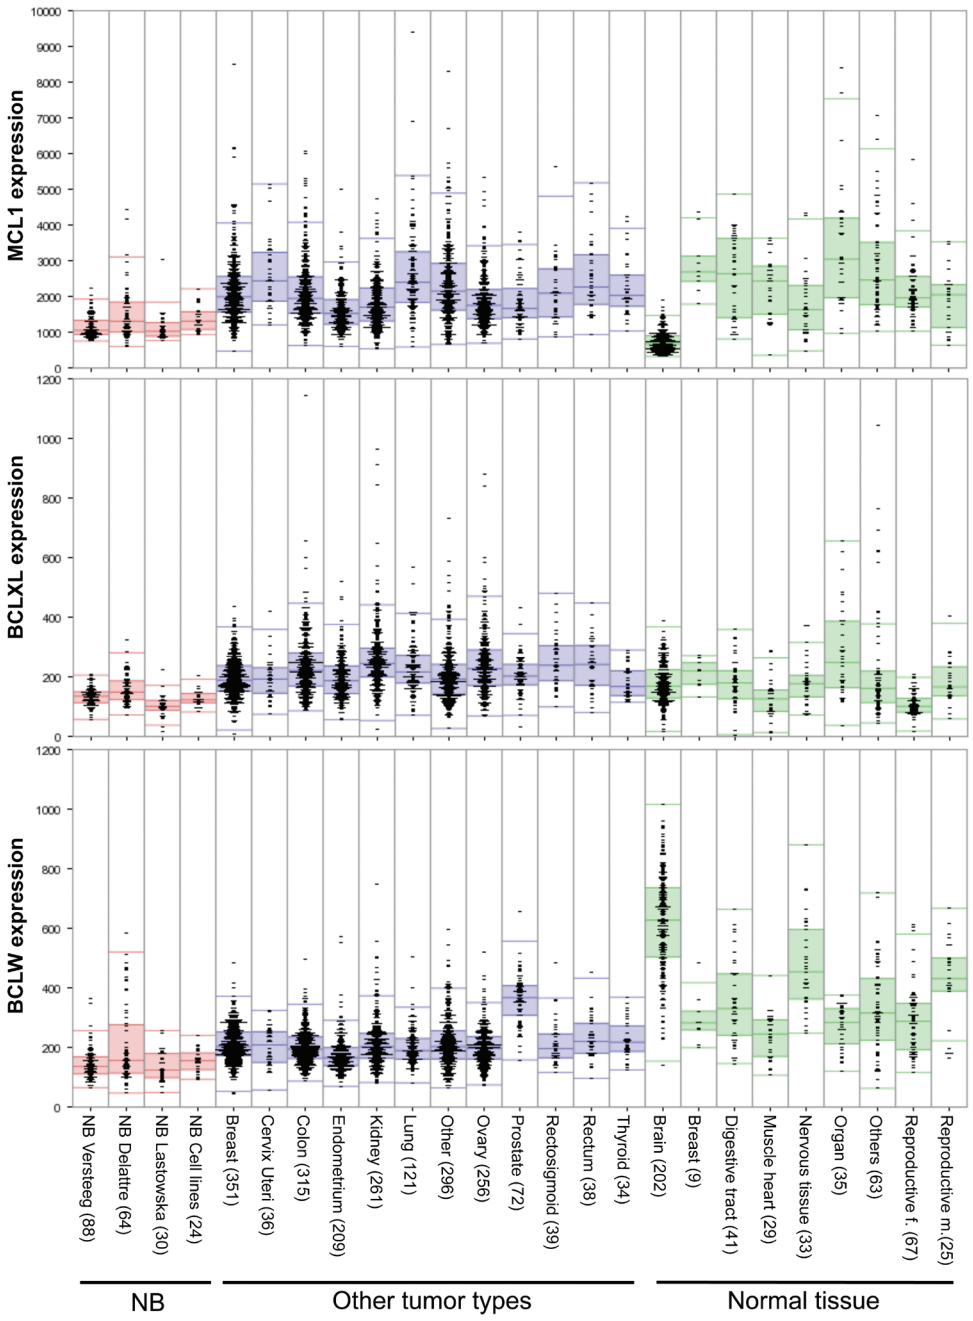 MCL1 expression
10000
9000
8000
7000
6000
5000
4000
3000
2000
1000
0
BCLXL expression
1200
1000
800
600
400
200
0
BCLW expression
1200
1000
800
600
400
200
0
NB Versteeg (88)
NB Delattre (64)
NB Lastowska (30)
NB Cell lines (24)
Breast (351)
Cervix Uteri (36)
Colon (315)
Endometrium (209)
Kidney (261)
Lung (121)
Other (296)
Ovary (256)
Prostate (72)
Rectosigmoid (39)
Rectum (38)
Thyroid (34)
Brain (202)
Breast (9)
Digestive tract (41)
Muscle heart (29)
Nervous tissue (33)
Organ (35)
Others (63)
Reproductive f. (67)
Reproductive m.(25)
NB
Other tumor types
Normal tissue